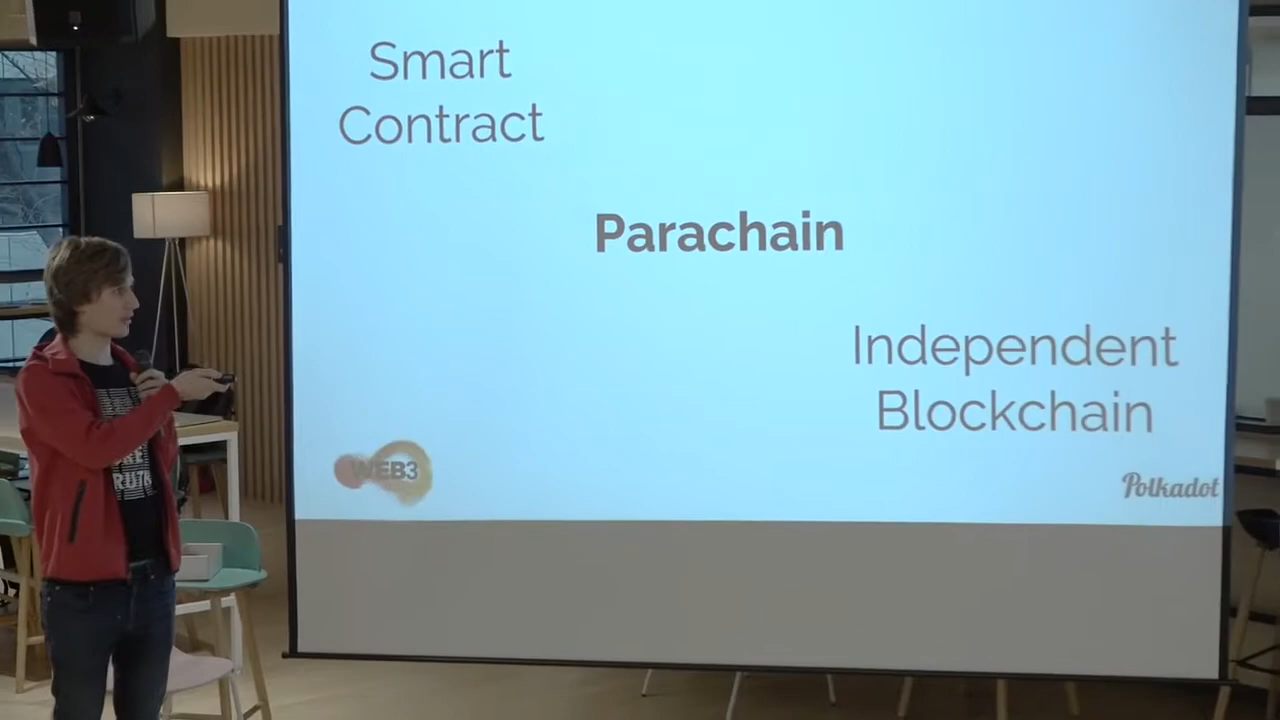 Smart
Contract
Parachain
Independent
Blockchain
WEB3
Polkadot